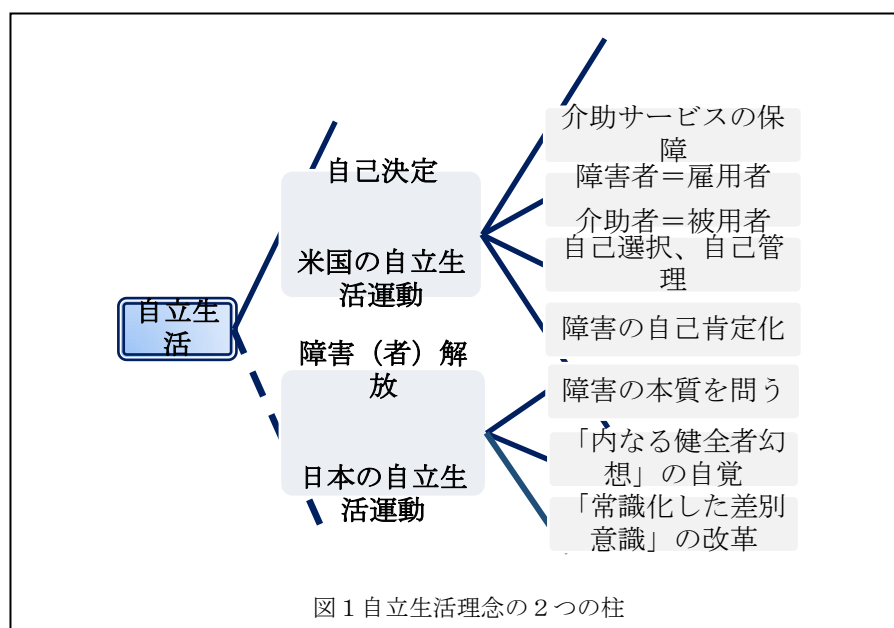 自立生
活
自己決定
米国の自立生
活運動
障害（者）解
放
日本の自立生
活運動
介助サービスの保
障
障害者＝雇用者
介助者＝被用者
自己選択、自己管
理
障害の自己肯定化
障害の本質を問う
「内なる健全者幻
想」の自覚
「常識化した差別
意識」の改革
図１自立生活理念の２つの柱